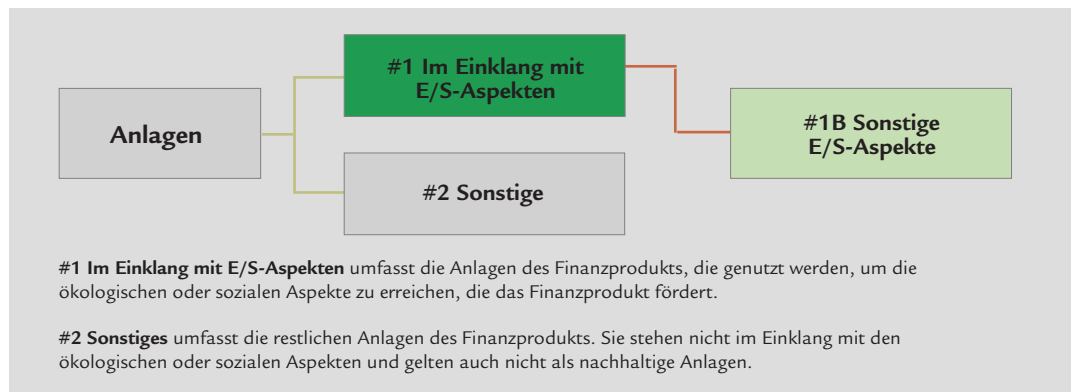 #1 Im Einklang mit
E/S-Aspekten
Anlagen
#1B Sonstige
E/S-Aspekte
#2 Sonstige
#1 Im Einklang mit E/S-Aspekten umfasst die Anlagen des Finanzprodukts, die genutzt werden, um die
ökologischen oder sozialen Aspekte zu erreichen, die das Finanzprodukt fördert.
#2 Sonstiges umfasst die restlichen Anlagen des Finanzprodukts. Sie stehen nicht im Einklang mit den
ökologischen oder sozialen Aspekten und gelten auch nicht als nachhaltige Anlagen.